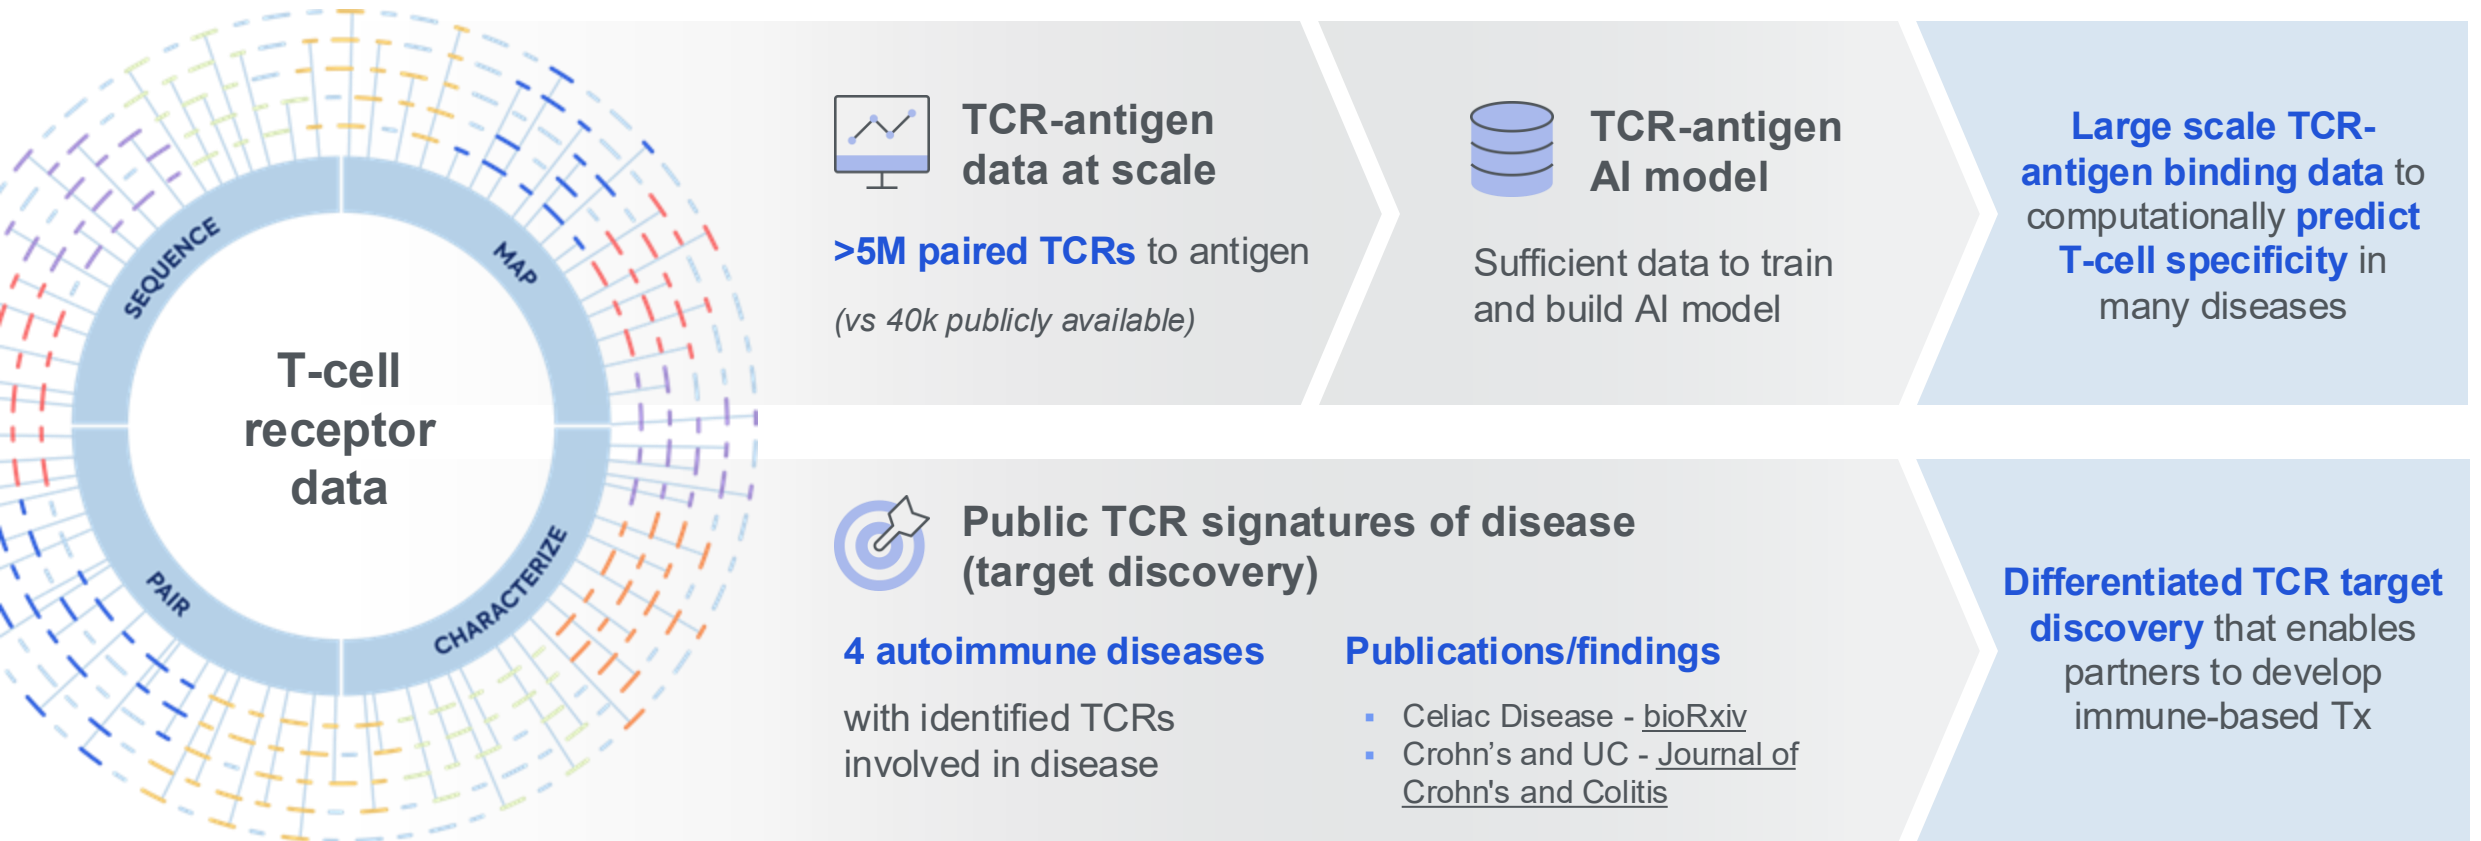 SEQUENCE
MAP
PAIR
CHARACTERIZE
T-cell
receptor
data
TCR-antigen
data at scale
>5M paired TCRs to antigen
(vs 40k publicly available)
TCR-antigen
AI model
Sufficient data to train
and build AI model
Large scale TCR-
antigen binding data to
computationally predict
T-cell specificity in
many diseases
Public TCR signatures of disease
(target discovery)
4 autoimmune diseases
with identified TCRs
involved in disease
Publications/findings
▪ Celiac Disease - bioRxiv
▪ Crohn’s and UC - Journal of
Crohn's and Colitis
Differentiated TCR target
discovery that enables
partners to develop
immune-based Tx